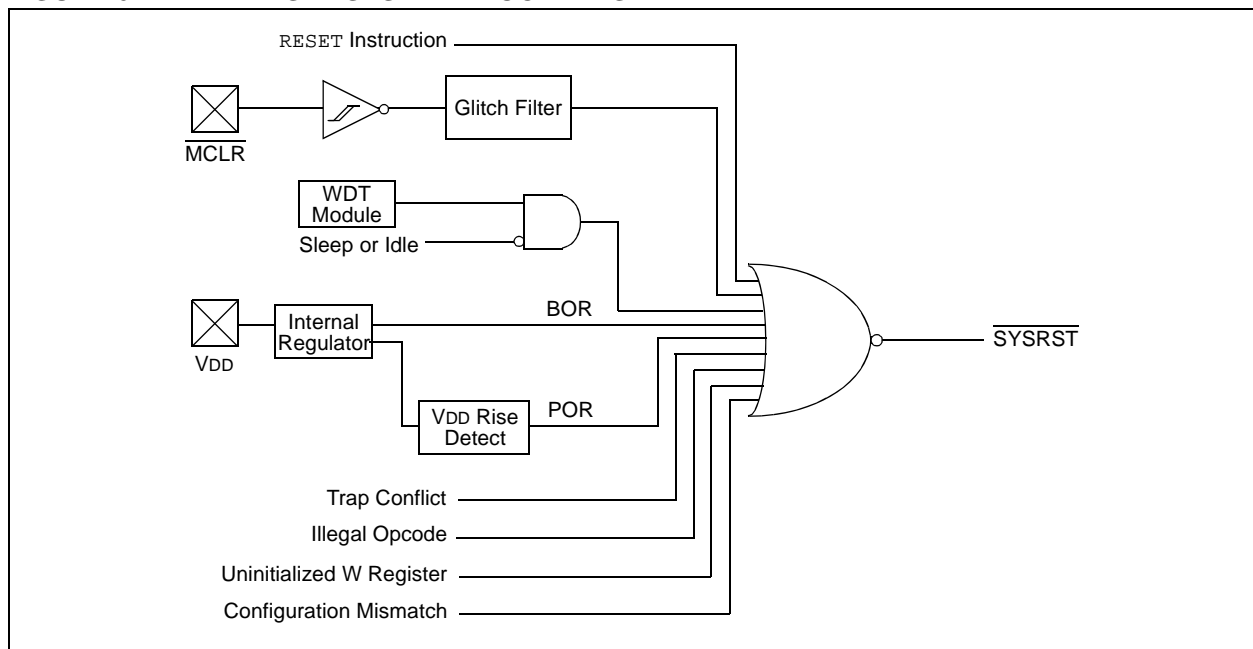 RESET Instruction
Glitch Filter
MCLR
WDT
Module
Sleep or Idle
BOR
Internal
Regulator
VDD
SYSRST
POR
VDD Rise
Detect
Trap Conflict
Illegal Opcode
Uninitialized W Register
Configuration Mismatch